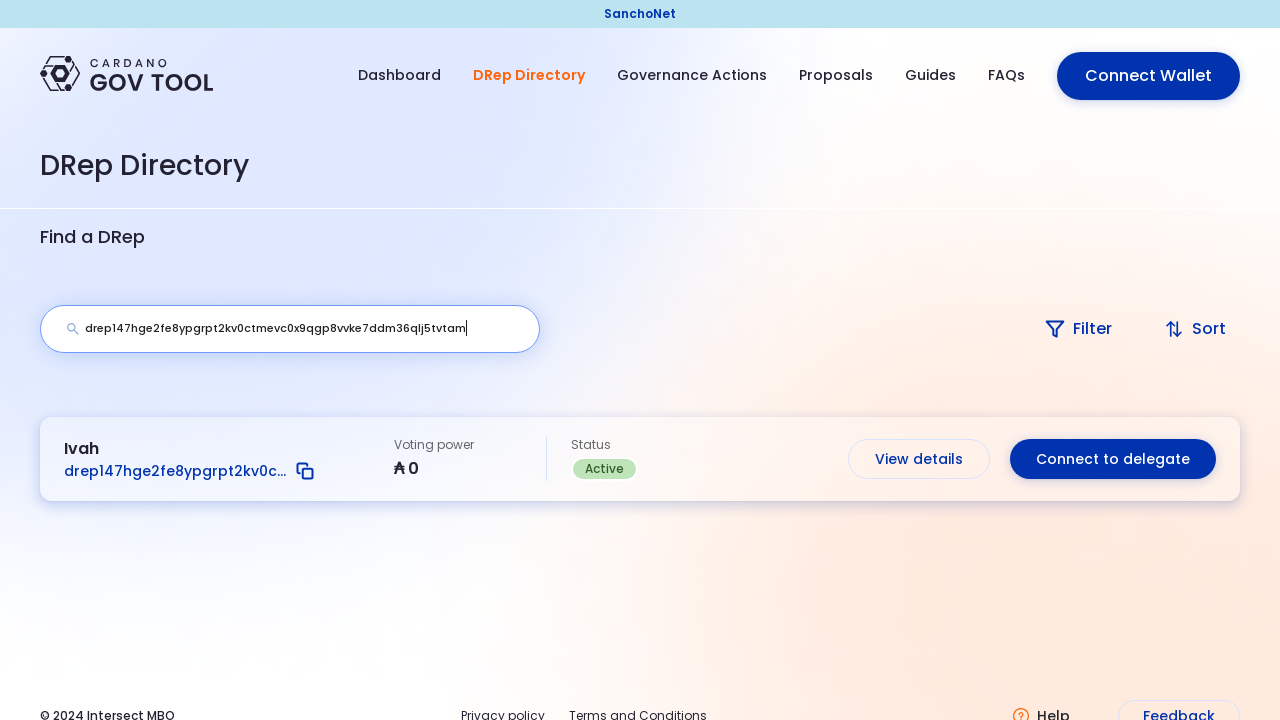 SanchoNet
CARDANO
GOV TOOL
Dashboard
DRep Directory
Governance Actions
Proposals
Guides
FAQs
Connect Wallet
DRep Directory
Find a DRep
drep147hge2fe8ypgrpt2kv0ctmevc0x9qgp8vvke7ddm36qlj5tvtam
Filter
Sort
Ivah
drep147hge2fe8ypgrpt2kv0c...
Voting power
₳ 0
Status
Active
View details
Connect to delegate
© 2024 Intersect MBO
Privacy policy
Terms and Conditions
Help
Feedback